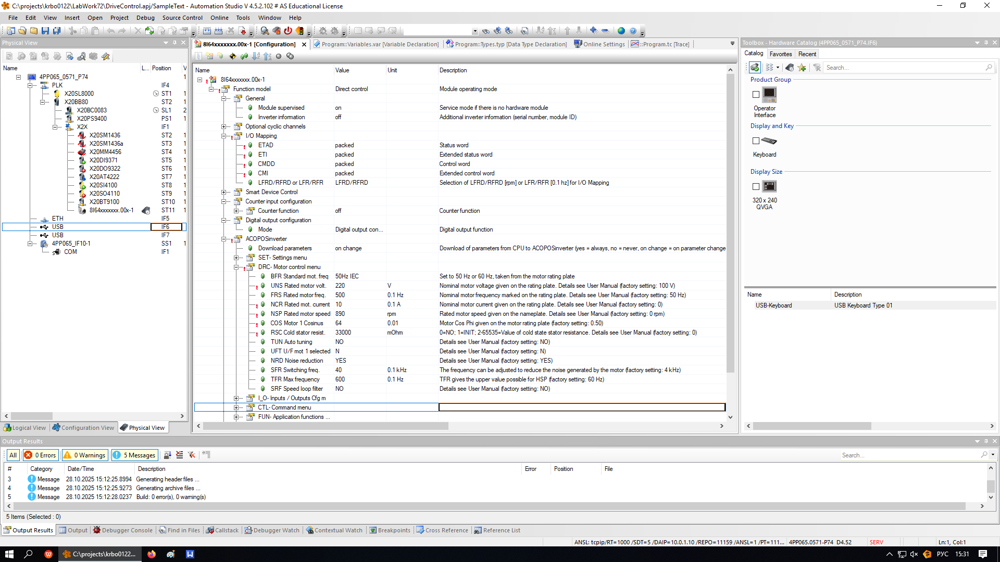 C:\projects\krbo0122\LabWork72\DriveControl.apj/SampleText - Automation Studio V 4.5.2.102 # AS Educational License
File Edit View Insert Open Project Debug Source Control Online Tools Window Help
Physical View
Name L... Position V
4PP065_0571_P74 1
PLK IF4
X20SL8000 ST1 1
X20BB80 ST2 1
X20BC0083 SL1 2
X20PS9400 PS1 1
X2X IF1
X20SM1436 ST2 1
X20SM1436a ST3 1
X20MM4456 ST4 1
X20DI9371 ST5 1
X20DO9322 ST6 1
X20AT4222 ST7 1
X20SI4100 ST8 1
X20SO4110 ST9 1
X20BT9100 ST10 1
8I64xxxxxxx.00x-1 ST11 1
ETH IF5
USB IF6
USB IF7
4PP065_IF10-1 SS1 1
COM IF1
Logical View Configuration View Physical View
8I64xxxxxxx.00x-1 [Configuration] Program::Variables.var [Variable Declaration] Program::Types.typ [Data Type Declaration] Online Settings ::Program.tc [Trace]
Name Value Unit Description
8I64xxxxxxx.00x-1
Function model Direct control Module operating mode
General
Module supervised on Service mode if there is no hardware module
Inverter information off Additional inverter information (serial number, module ID)
Optional cyclic channels
I/O Mapping
ETAD packed Status word
ETI packed Extended status word
CMDD packed Control word
CMI packed Extended control word
LFRD/RFRD or LFR/RFR LFRD/RFRD Selection of LFRD/RFRD [rpm] or LFR/RFR [0.1 hz] for I/O Mapping
Smart Device Control
Counter input configuration
Counter function off Counter function
Digital output configuration
Mode Digital output con... Digital output function
ACOPOSinverter
Download parameters on change Download of parameters from CPU to ACOPOSinverter (yes = always, no = never, on change = on parameter change
SET- Settings menu
DRC- Motor control menu
BFR Standard mot. freq 50Hz IEC Set to 50 Hz or 60 Hz, taken from the motor rating plate
UNS Rated motor volt. 220 V Nominal motor voltage given on the rating plate. Details see User Manual (factory setting: 100 V)
FRS Rated motor freq. 500 0.1 Hz Nominal motor frequency marked on the rating plate. Details see User Manual (factory setting: 50 Hz)
NCR Rated mot. current 10 0.1 A Nominal motor current given on the rating plate. Details see User Manual (factory setting: 0)
NSP Rated motor speed 890 rpm Rated motor speed given on the nameplate. Details see User Manual (factory setting: 0 rpm)
COS Motor 1 Cosinus 64 0.01 Motor Cos Phi given on the motor rating plate (factory setting: 0.50)
RSC Cold stator resist. 33000 mOhm 0=NO; 1=INIT; 2-65535=Value of cold state stator resistance. Details see User Manual (factory setting: 0)
TUN Auto tuning NO Details see User Manual (factory setting: NO)
UFT U/F mot 1 selected N Details see User Manual (factory setting: N)
NRD Noise reduction YES Details see User Manual (factory setting: YES)
SFR Switching freq. 40 0.1 kHz The frequency can be adjusted to reduce the noise generated by the motor (factory setting: 4 kHz)
TFR Max frequency 600 0.1 Hz TFR gives the upper value possible for HSP (factory setting: 60 Hz)
SRF Speed loop filter NO Details see User Manual (factory setting: NO)
I_O- Inputs / Outputs Cfg m
CTL- Command menu
FUN- Application functions ...
Toolbox - Hardware Catalog (4PP065_0571_P74.IF6)
Catalog Favorites Recent
Search...
Product Group
Operator Interface
Display and Key
Keyboard
Display Size
320 x 240
QVGA
Name Description
USB-Keyboard USB Keyboard Type 01
Output Results
All 0 Errors 0 Warnings 5 Messages Search...
# Category Date/Time Description Error Position File
3 Message 28.10.2025 15:12:25.8994 Generating header files ...
4 Message 28.10.2025 15:12:25.9273 Generating archive files ...
5 Message 28.10.2025 15:12:28.0237 Build: 0 error(s), 0 warning(s)
5 Items (Selected : 0)
Output Results Output Debugger Console Find in Files Callstack Debugger Watch Contextual Watch Breakpoints Cross Reference Reference List
ANSL: tcpip/RT=1000 /SDT=5 /DAIP=10.0.1.10 /REPO=11159 /ANSL=1 /PT=111... 4PP065.0571-P74 D4.52 SERV Ln:1, Col:1
C:\projects\krbo0122... РУС 15:31